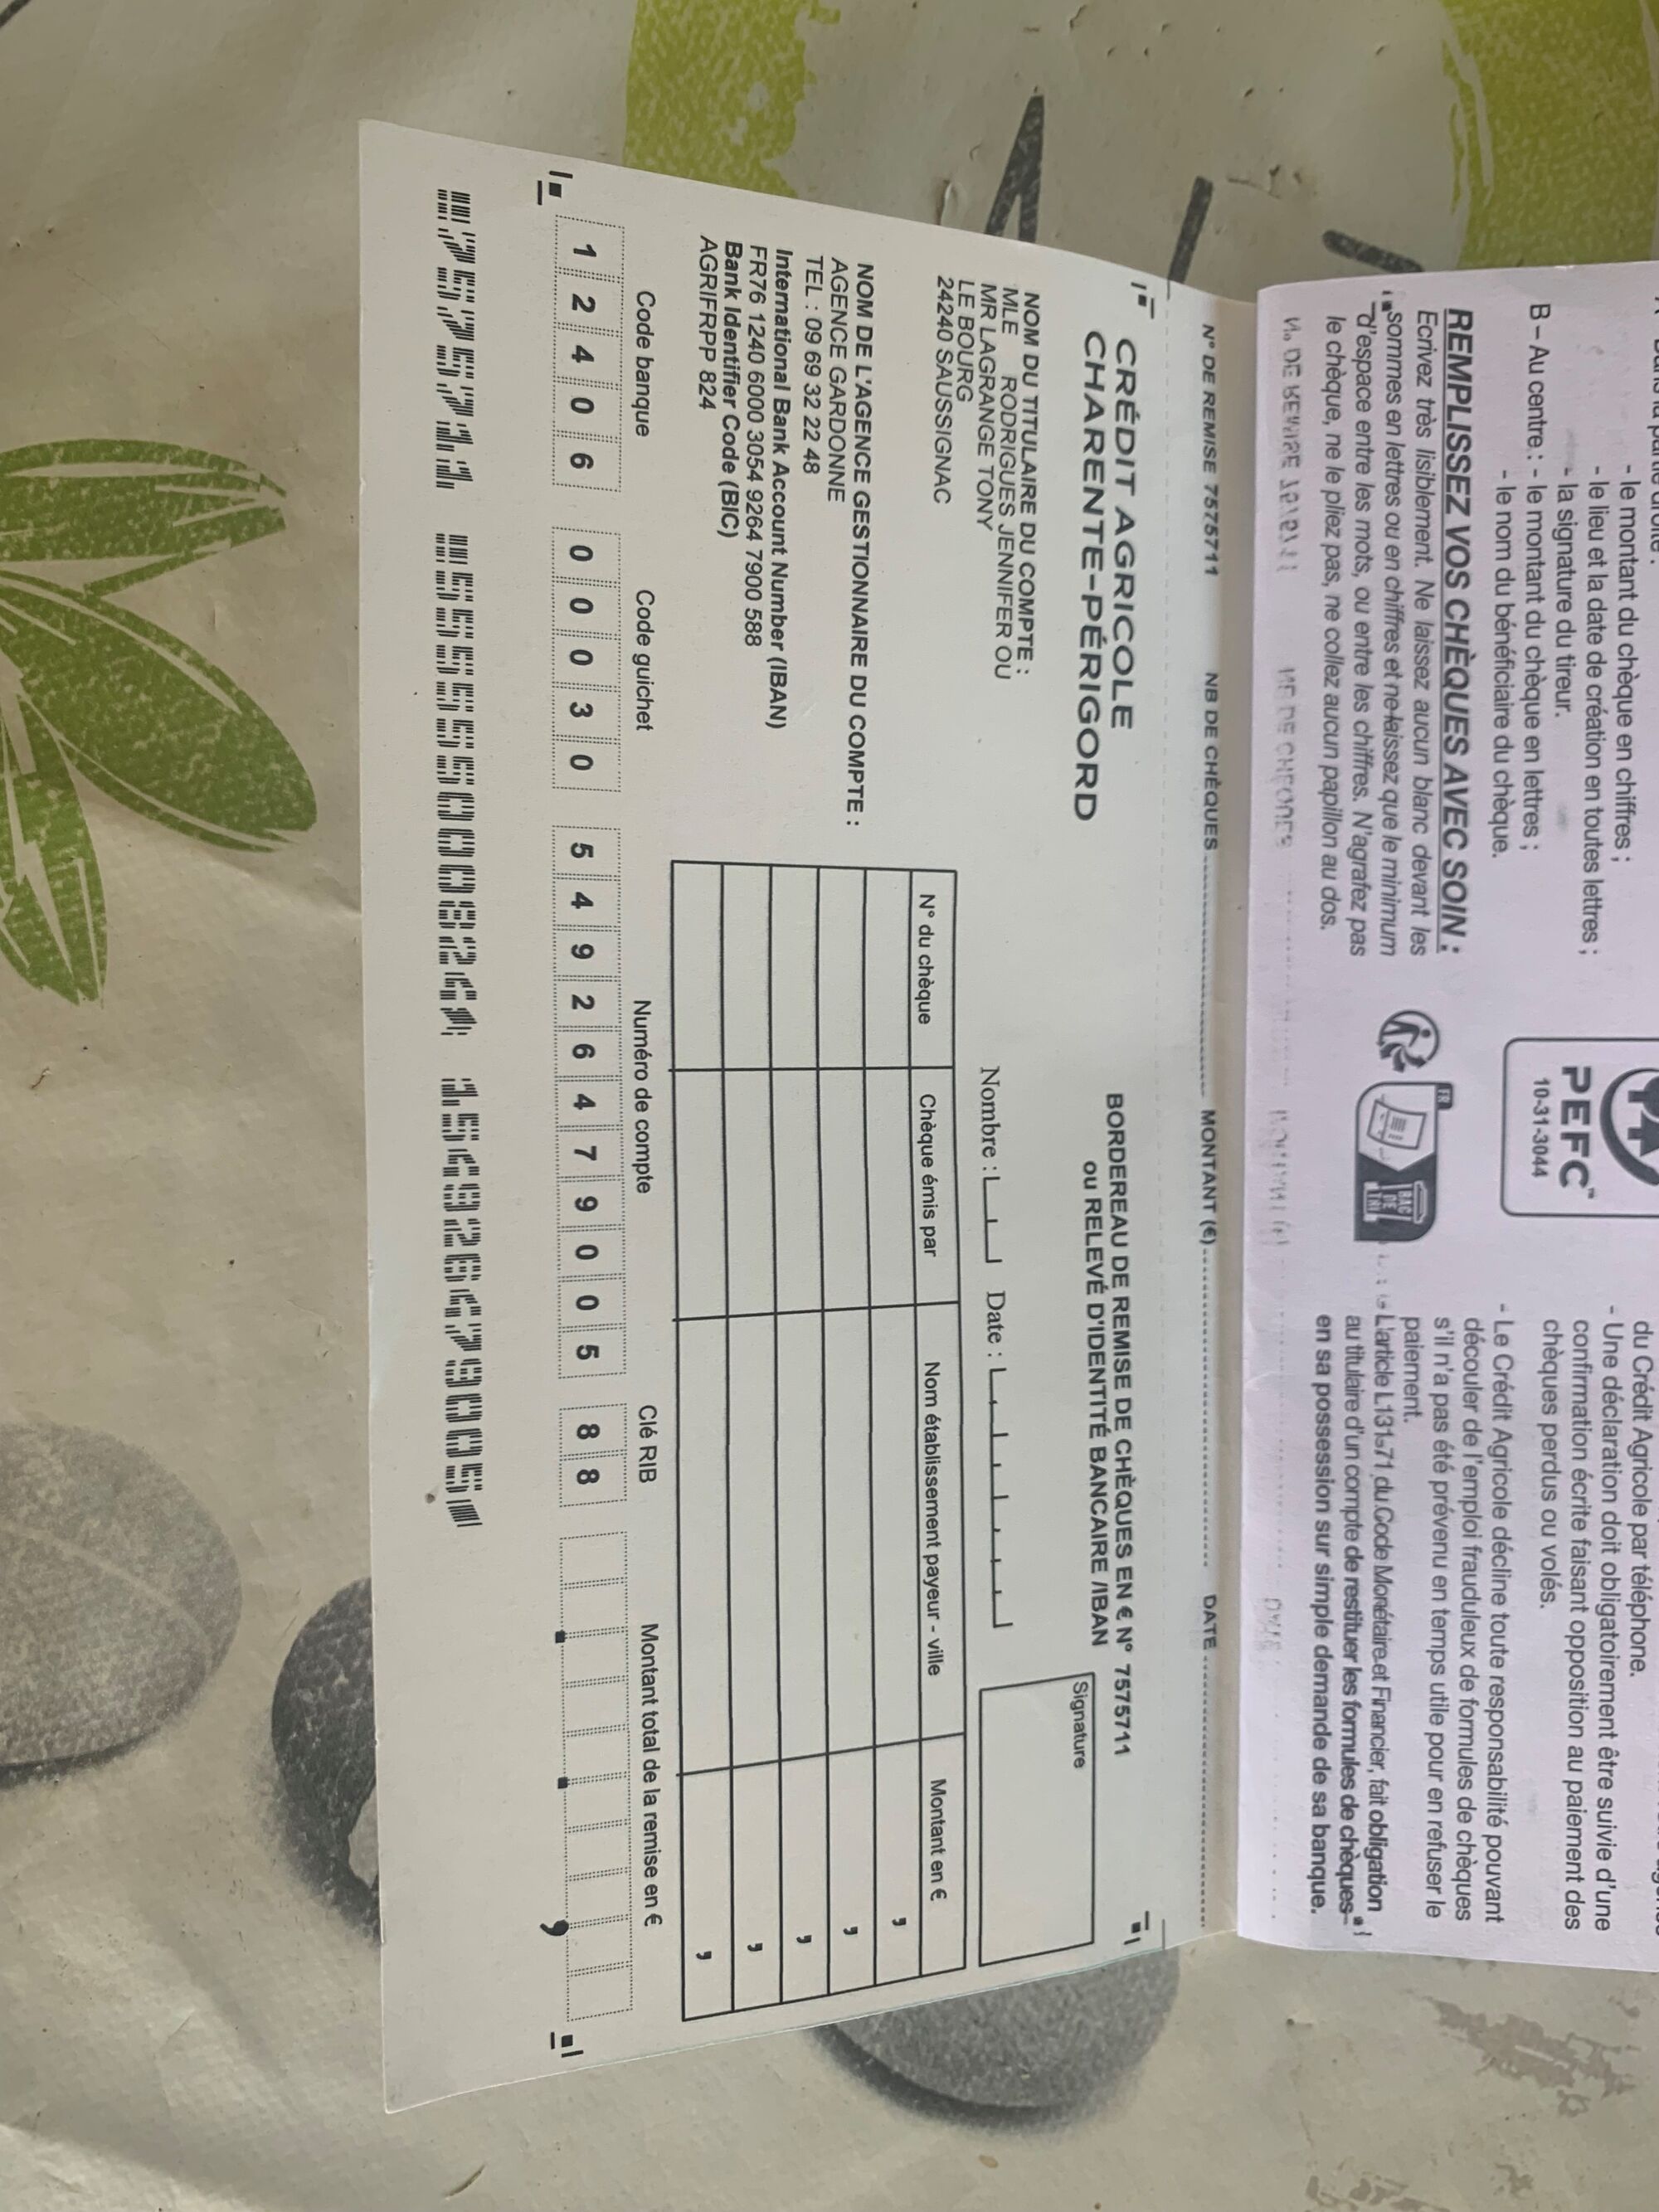 - le montant du chèque en chiffres ;
- le lieu et la date de création en toutes lettres ;
- la signature du tireur.
B – Au centre : - le montant du chèque en lettres ;
- le nom du bénéficiaire du chèque.
REMPLISSEZ VOS CHÈQUES AVEC SOIN :
Ecrivez très lisiblement. Ne laissez aucun blanc devant les
sommes en lettres ou en chiffres et ne laissez que le minimum
d'espace entre les mots, ou entre les chiffres. N'agrafez pas
le chèque, ne le pliez pas, ne collez aucun papillon au dos.
PEFC™
10-31-3044
FR
BAC
DE
TRI
du Crédit Agricole par téléphone.
- Une déclaration doit obligatoirement être suivie d'une
confirmation écrite faisant opposition au paiement des
chèques perdus ou volés.
- Le Crédit Agricole décline toute responsabilité pouvant
découler de l'emploi frauduleux de formules de chèques
s'il n'a pas été prévenu en temps utile pour en refuser le
paiement.
- L'article L131-71 du Code Monétaire et Financier, fait obligation
au titulaire d'un compte de restituer les formules de chèques
en sa possession sur simple demande de sa banque.
N° DE REMISE 7575711 NB DE CHÈQUES MONTANT (€) DATE
CRÉDIT AGRICOLE
CHARENTE-PÉRIGORD
BORDEREAU DE REMISE DE CHÈQUES EN € N° 7575711
ou RELEVÉ D'IDENTITÉ BANCAIRE /IBAN
NOM DU TITULAIRE DU COMPTE :
MLE RODRIGUES JENNIFER OU
MR LAGRANGE TONY
LE BOURG
24240 SAUSSIGNAC
Nombre : Date :
Signature
NOM DE L'AGENCE GESTIONNAIRE DU COMPTE :
AGENCE GARDONNE
TEL : 09 69 32 22 48
International Bank Account Number (IBAN)
FR76 1240 6000 3054 9264 7900 588
Bank Identifier Code (BIC)
AGRIFRPP 824
N° du chèque Chèque émis par Nom établissement payeur - ville Montant en €
,
,
,
,
,
Code banque Code guichet Numéro de compte Clé RIB Montant total de la remise en €
1 2 4 0 6 0 0 0 3 0 5 4 9 2 6 4 7 9 0 0 5 8 8 ,